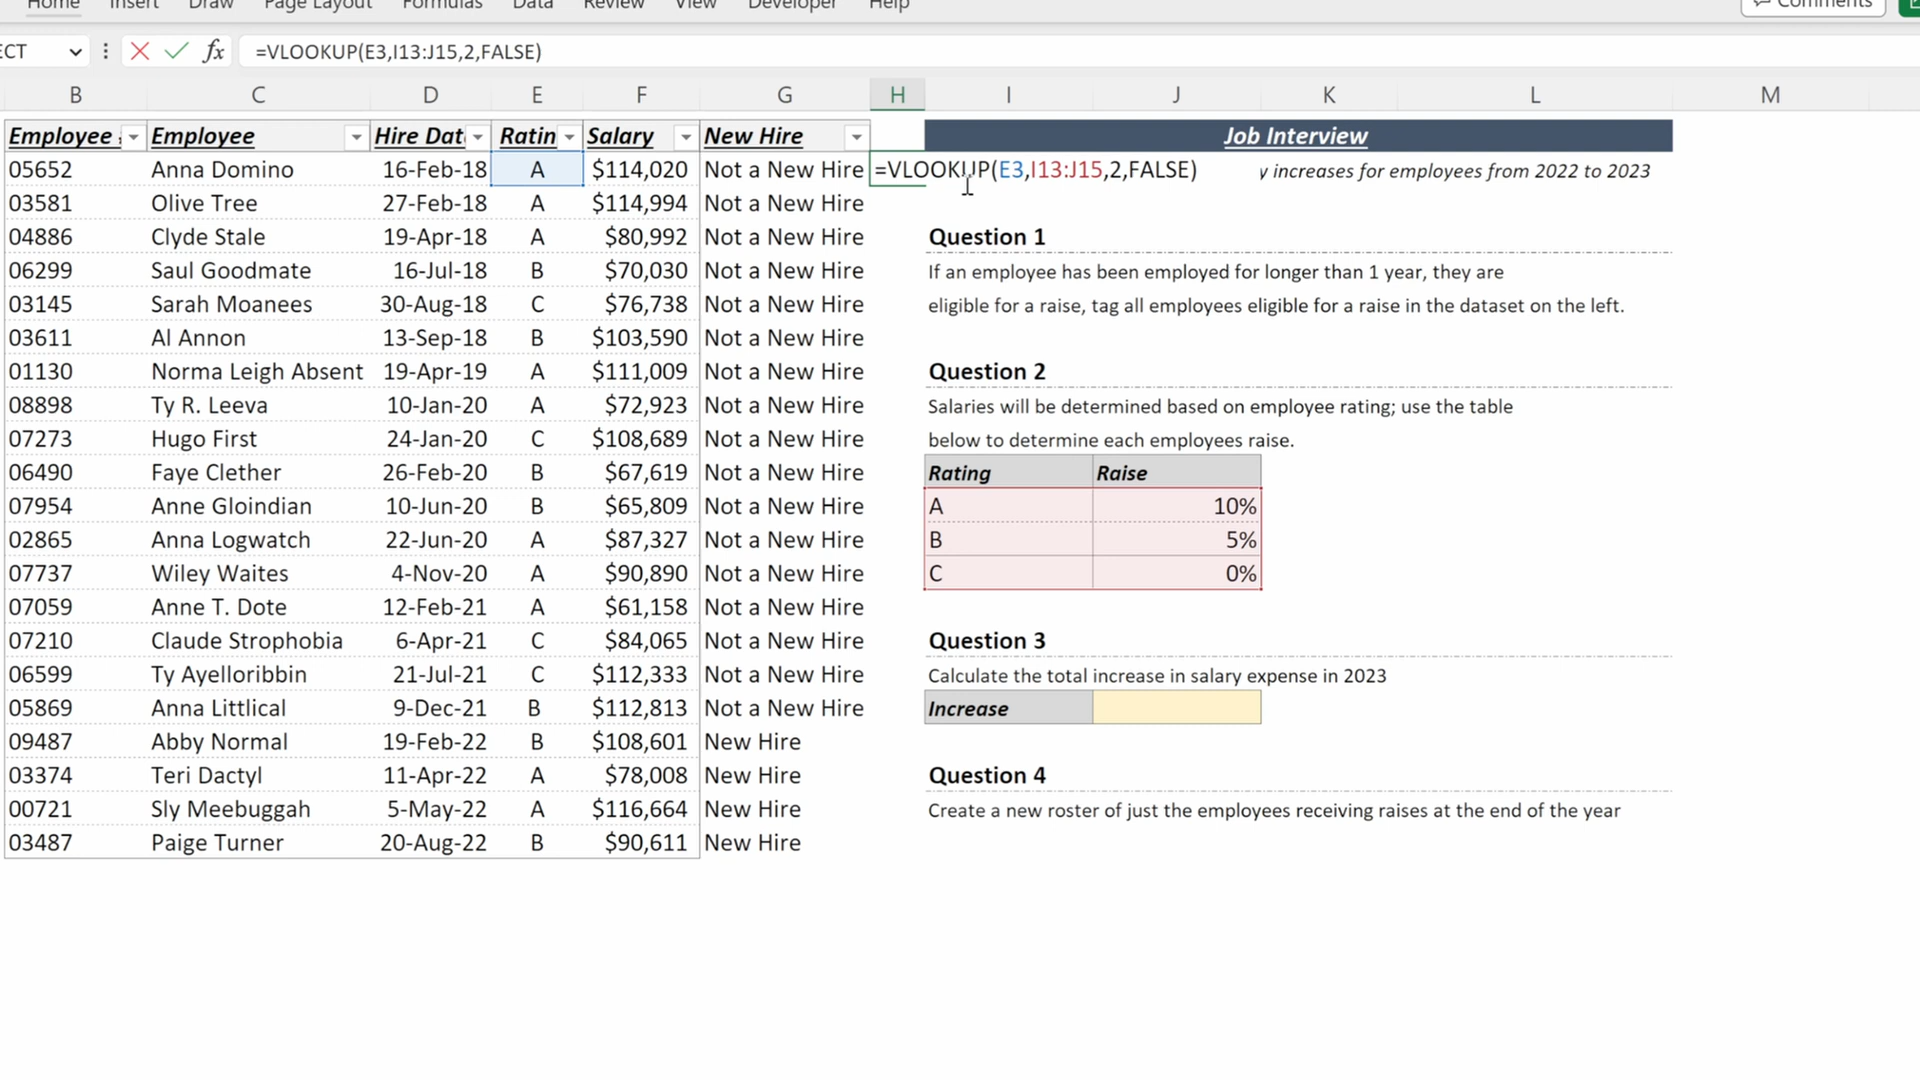 Home Insert Draw Page Layout Formulas Data Review View Developer Help Comments
ECT fx =VLOOKUP(E3,I13:J15,2,FALSE)
B C D E F G H I J K L M
Employee Employee Hire Dat Ratin Salary New Hire Job Interview
05652 Anna Domino 16-Feb-18 A $114,020 Not a New Hire =VLOOKUP(E3,I13:J15,2,FALSE) y increases for employees from 2022 to 2023
03581 Olive Tree 27-Feb-18 A $114,994 Not a New Hire
04886 Clyde Stale 19-Apr-18 A $80,992 Not a New Hire Question 1
06299 Saul Goodmate 16-Jul-18 B $70,030 Not a New Hire If an employee has been employed for longer than 1 year, they are
03145 Sarah Moanees 30-Aug-18 C $76,738 Not a New Hire eligible for a raise, tag all employees eligible for a raise in the dataset on the left.
03611 Al Annon 13-Sep-18 B $103,590 Not a New Hire
01130 Norma Leigh Absent 19-Apr-19 A $111,009 Not a New Hire Question 2
08898 Ty R. Leeva 10-Jan-20 A $72,923 Not a New Hire Salaries will be determined based on employee rating; use the table
07273 Hugo First 24-Jan-20 C $108,689 Not a New Hire below to determine each employees raise.
06490 Faye Clether 26-Feb-20 B $67,619 Not a New Hire Rating Raise
07954 Anne Gloindian 10-Jun-20 B $65,809 Not a New Hire A 10%
02865 Anna Logwatch 22-Jun-20 A $87,327 Not a New Hire B 5%
07737 Wiley Waites 4-Nov-20 A $90,890 Not a New Hire C 0%
07059 Anne T. Dote 12-Feb-21 A $61,158 Not a New Hire
07210 Claude Strophobia 6-Apr-21 C $84,065 Not a New Hire Question 3
06599 Ty Ayelloribbin 21-Jul-21 C $112,333 Not a New Hire Calculate the total increase in salary expense in 2023
05869 Anna Littlical 9-Dec-21 B $112,813 Not a New Hire Increase
09487 Abby Normal 19-Feb-22 B $108,601 New Hire
03374 Teri Dactyl 11-Apr-22 A $78,008 New Hire Question 4
00721 Sly Meebuggah 5-May-22 A $116,664 New Hire Create a new roster of just the employees receiving raises at the end of the year
03487 Paige Turner 20-Aug-22 B $90,611 New Hire